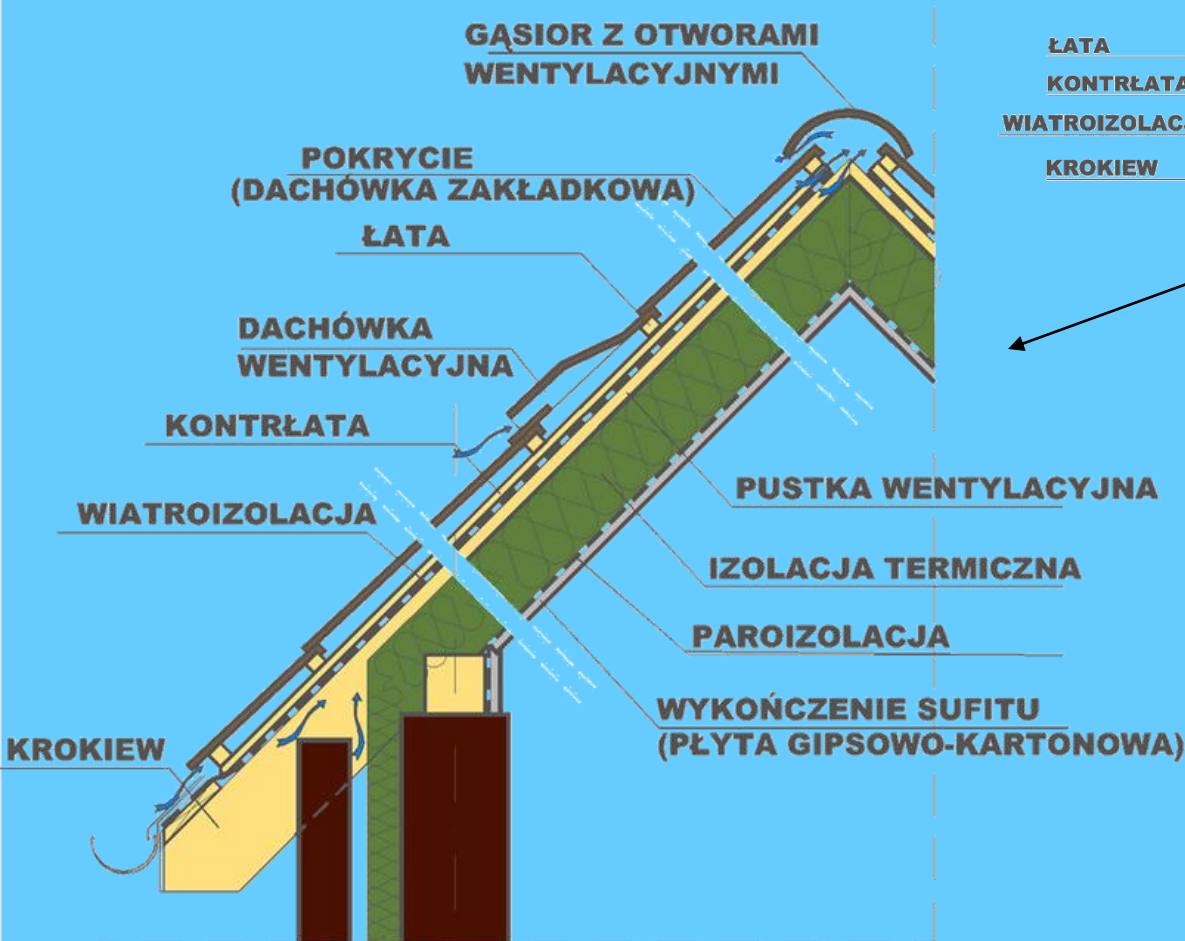 GĄSIOR Z OTWORAMI
WENTYLACYJNYMI
POKRYCIE
(DACHÓWKA ZAKŁADKOWA)
ŁATA
DACHÓWKA
WENTYLACYJNA
KONTRŁATA
WIATROIZOLACJA
KROKIEW
PUSTKA WENTYLACYJNA
IZOLACJA TERMICZNA
PAROIZOLACJA
WYKOŃCZENIE SUFITU
(PŁYTA GIPSOWO-KARTONOWA)
ŁATA
KONTRŁATA
WIATROIZOLAC
KROKIEW